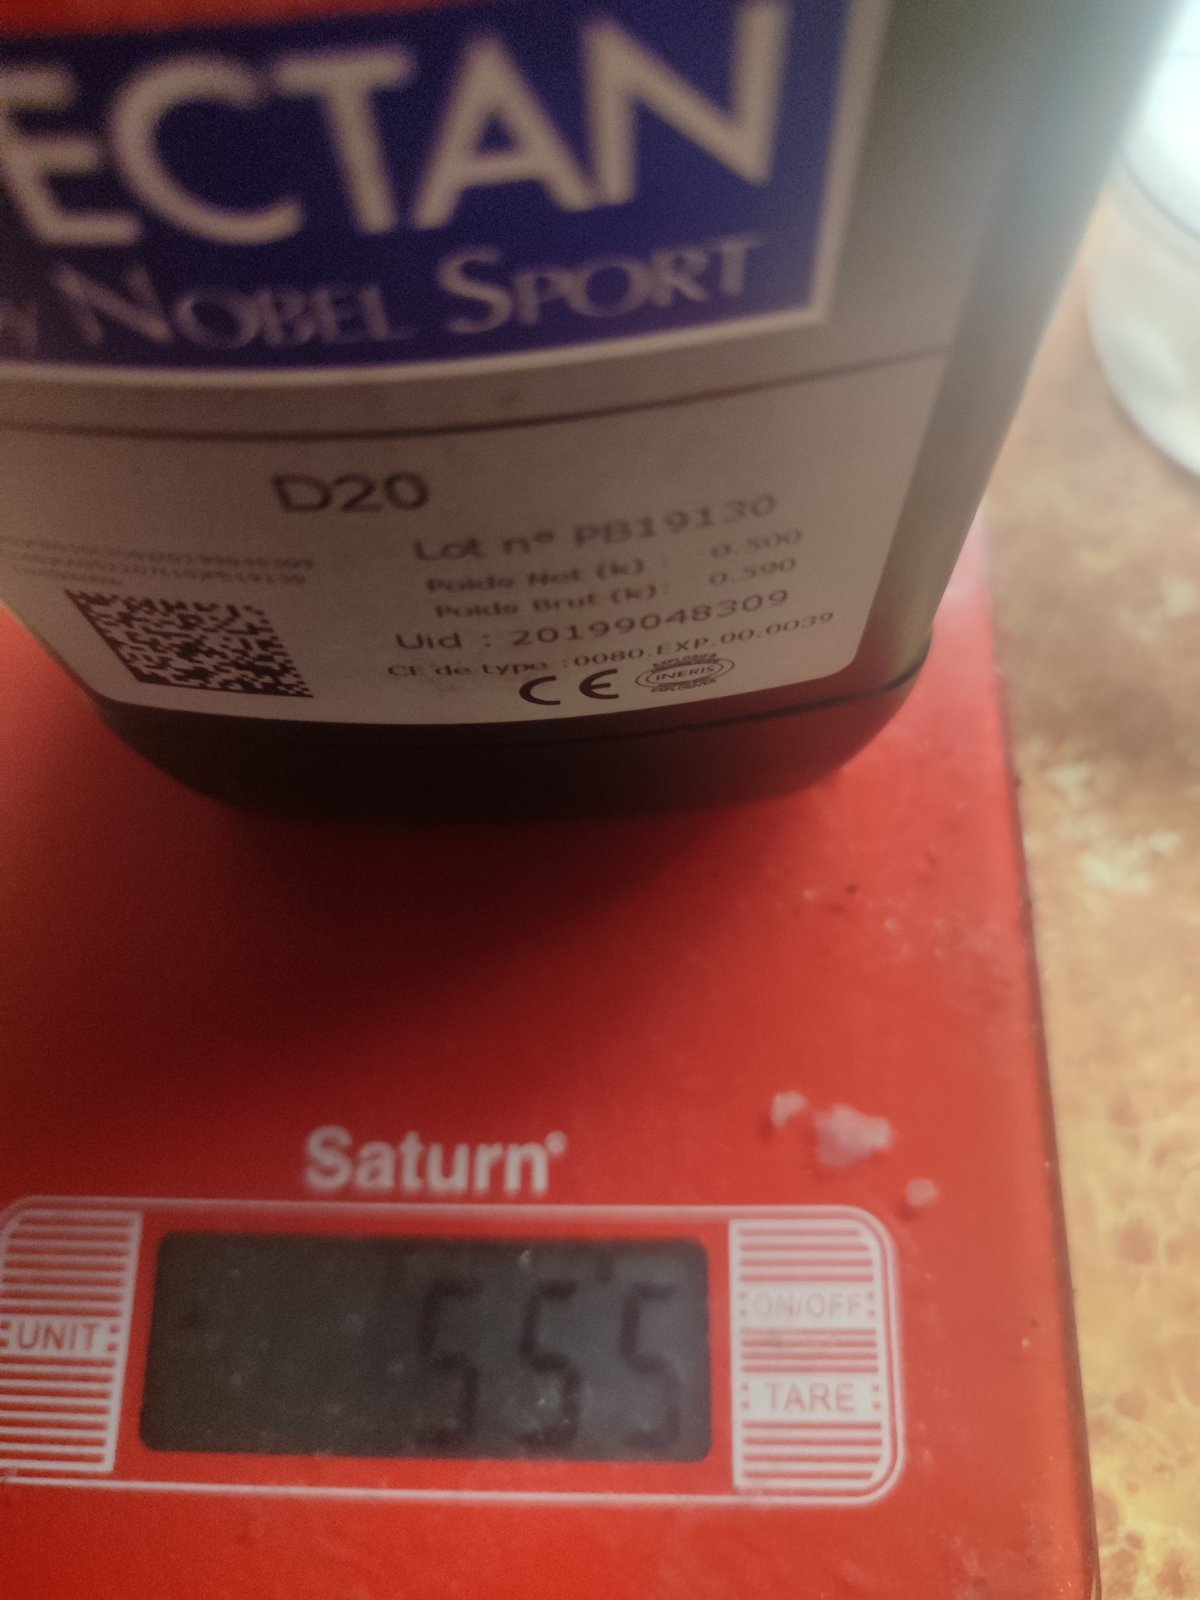 ECTAN
NOBEL SPORT
D20
Lot n° PB19130
Poids Net (k) : 0.500
Poids Brut (k): 0.590
Uid : 20199048309
CE de type :0080.EXP.00.0039
CE INERIS
Saturn
UNIT
555
ON/OFF
TARE